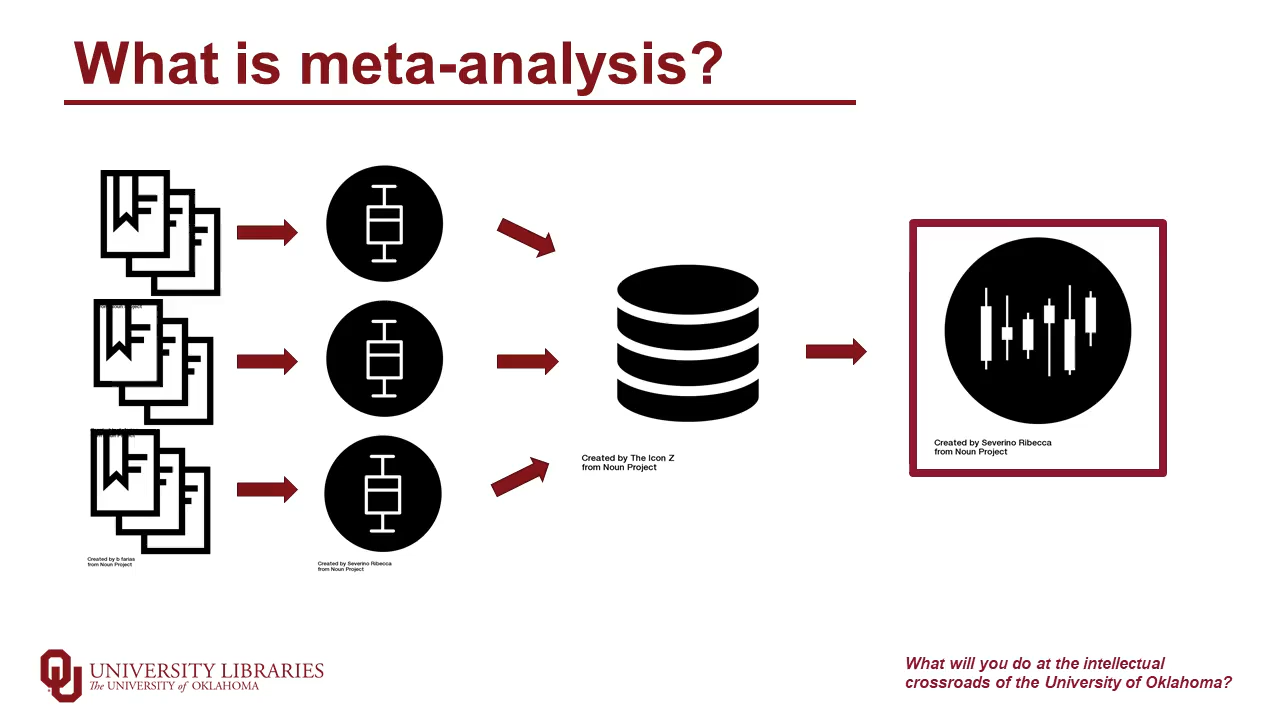 What is meta-analysis?
Created by b farias
from Noun Project
Created by Severino Ribecca
from Noun Project
Created by The Icon Z
from Noun Project
Created by Severino Ribecca
from Noun Project
OU
UNIVERSITY LIBRARIES
The UNIVERSITY of OKLAHOMA
What will you do at the intellectual
crossroads of the University of Oklahoma?